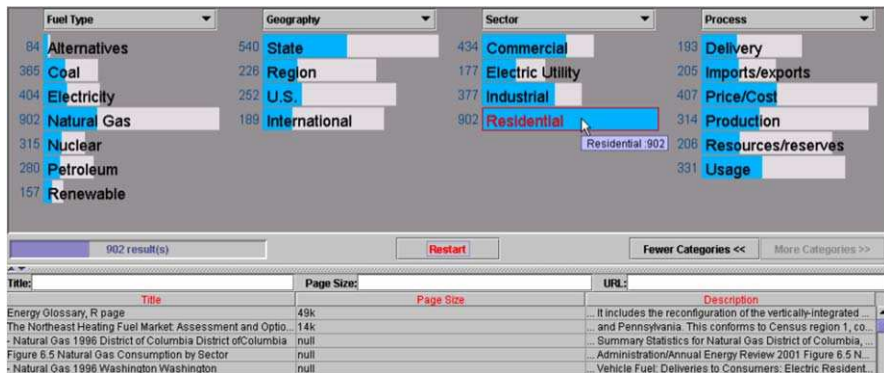 Fuel Type Geography Sector Process
84 Alternatives 540 State 434 Commercial 193 Delivery
365 Coal 226 Region 177 Electric Utility 205 Imports/exports
404 Electricity 252 U.S. 377 Industrial 407 Price/Cost
902 Natural Gas 189 International 902 Residential 314 Production
Residential :902
315 Nuclear 206 Resources/reserves
280 Petroleum 331 Usage
157 Renewable
902 result(s) Restart Fewer Categories << More Categories >>
Title: Page Size: URL:
Title Page Size Description
Energy Glossary, R page 49k ... It includes the reconfiguration of the vertically-integrated ...
The Northeast Heating Fuel Market: Assessment and Optio... 14k ... and Pennsylvania. This conforms to Census region 1, co...
- Natural Gas 1996 District of Columbia District ofColumbia null ... Summary Statistics for Natural Gas District of Columbia, ...
Figure 6.5 Natural Gas Consumption by Sector null ... Administration/Annual Energy Review 2001 Figure 6.5 N...
- Natural Gas 1996 Washington Washington null ... Vehicle Fuel: Deliveries to Consumers: Electric Resident...